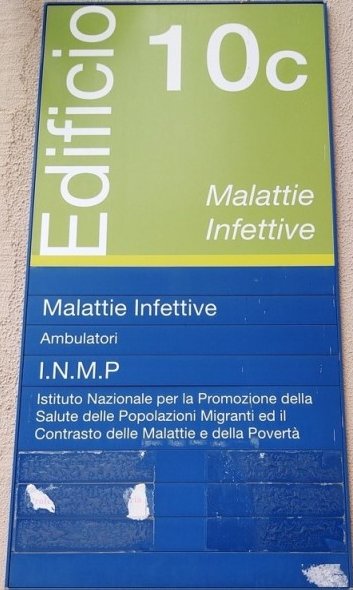 Edificio
10c
Malattie
Infettive
Malattie Infettive
Ambulatori
I.N.M.P
Istituto Nazionale per la Promozione della
Salute delle Popolazioni Migranti ed il
Contrasto delle Malattie e della Povertà